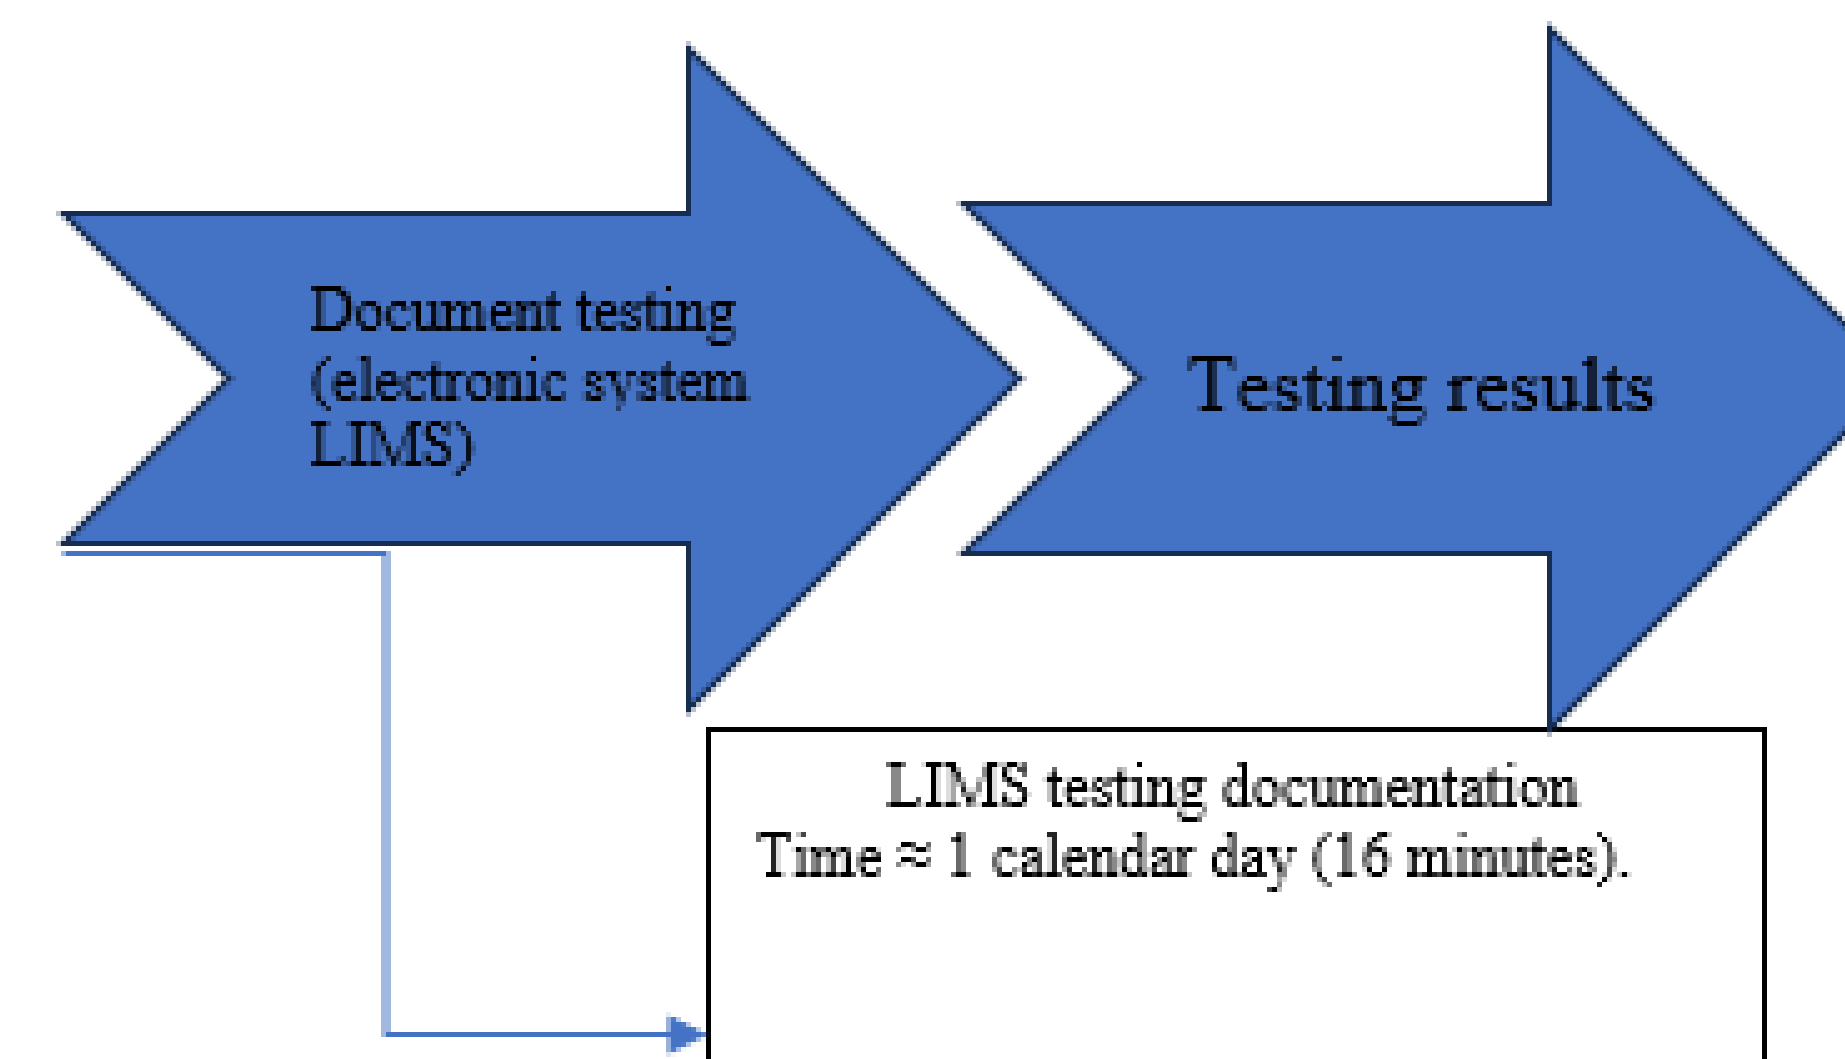 Document testing
(electronic system
LIMS)
Testing results
LIMS testing documentation
Time ≈ 1 calendar day (16 minutes).